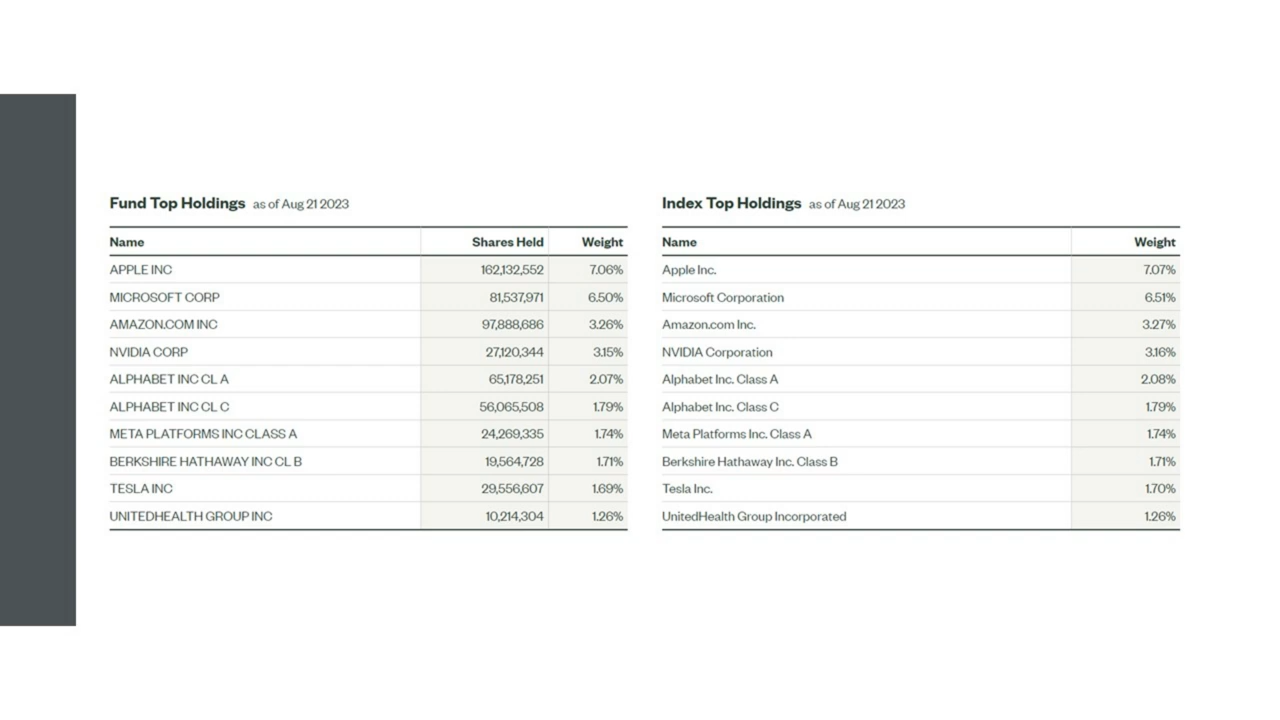 Fund Top Holdings as of Aug 21 2023
Name Shares Held Weight
APPLE INC 162,132,552 7.06%
MICROSOFT CORP 81,537,971 6.50%
AMAZON.COM INC 97,888,686 3.26%
NVIDIA CORP 27,120,344 3.15%
ALPHABET INC CL A 65,178,251 2.07%
ALPHABET INC CL C 56,065,508 1.79%
META PLATFORMS INC CLASS A 24,269,335 1.74%
BERKSHIRE HATHAWAY INC CL B 19,564,728 1.71%
TESLA INC 29,556,607 1.69%
UNITEDHEALTH GROUP INC 10,214,304 1.26%
Index Top Holdings as of Aug 21 2023
Name Weight
Apple Inc. 7.07%
Microsoft Corporation 6.51%
Amazon.com Inc. 3.27%
NVIDIA Corporation 3.16%
Alphabet Inc. Class A 2.08%
Alphabet Inc. Class C 1.79%
Meta Platforms Inc. Class A 1.74%
Berkshire Hathaway Inc. Class B 1.71%
Tesla Inc. 1.70%
UnitedHealth Group Incorporated 1.26%